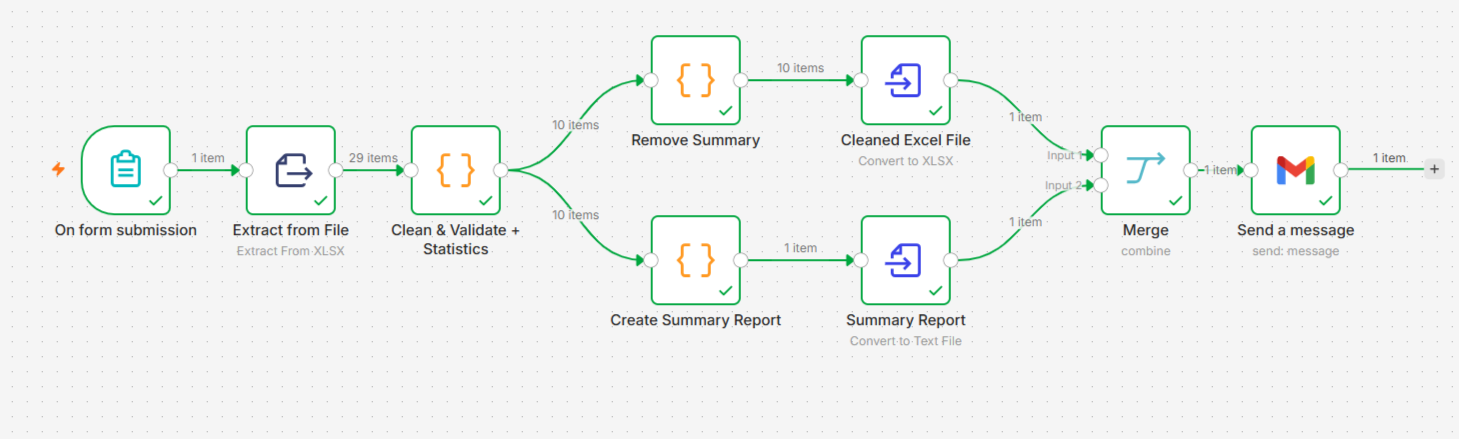 10 items
Remove Summary
Cleaned Excel File
Convert to XLSX
1 item
29 items
10 items
1 item
Input 1
Input 2
1 item
1 item
On form submission
Extract from File
Extract From XLSX
Clean & Validate +
Statistics
10 items
1 item
1 item
Merge
combine
Send a message
send: message
Create Summary Report
Summary Report
Convert to Text File